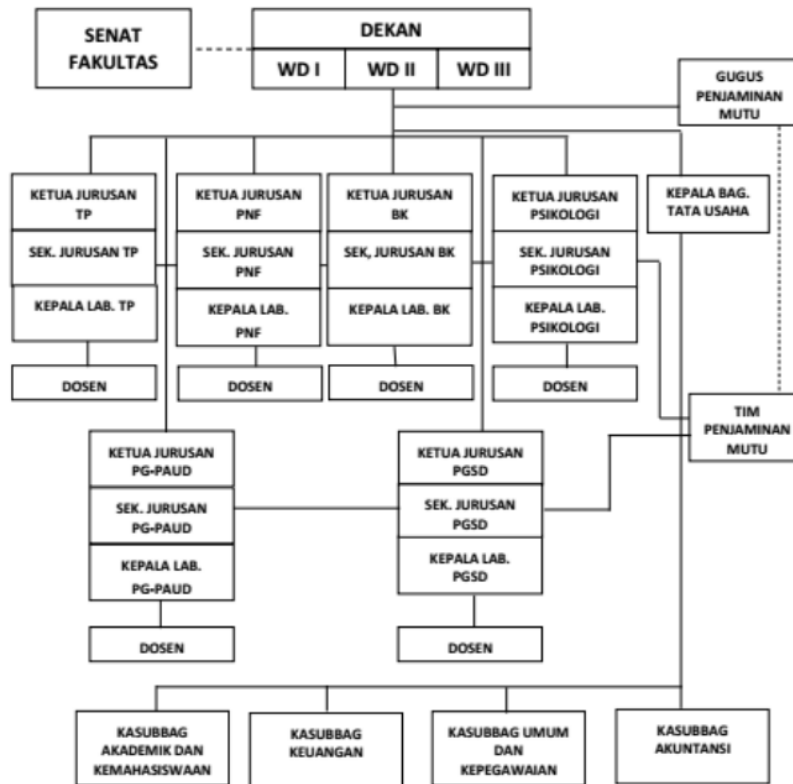 SENAT
FAKULTAS
DEKAN
WD I
WD II
WD III
GUGUS
PENJAMINAN
MUTU
KETUA JURUSAN
TP
SEK. JURUSAN TP
KEPALA LAB. TP
DOSEN
KETUA JURUSAN
PNF
SEK. JURUSAN
PNF
KEPALA LAB.
PNF
DOSEN
KETUA JURUSAN
BK
SEK, JURUSAN BK
KEPALA LAB. BK
DOSEN
KETUA JURUSAN
PSIKOLOGI
SEK. JURUSAN
PSIKOLOGI
KEPALA LAB.
PSIKOLOGI
DOSEN
KEPALA BAG.
TATA USAHA
TIM
PENJAMINAN
MUTU
KETUA JURUSAN
PG-PAUD
SEK. JURUSAN
PG-PAUD
KEPALA LAB.
PG-PAUD
DOSEN
KETUA JURUSAN
PGSD
SEK. JURUSAN
PGSD
KEPALA LAB.
PGSD
DOSEN
KASUBBAG
AKADEMIK DAN
KEMAHASISWAAN
KASUBBAG
KEUANGAN
KASUBBAG UMUM
DAN
KEPEGAWAIAN
KASUBBAG
AKUNTANSI